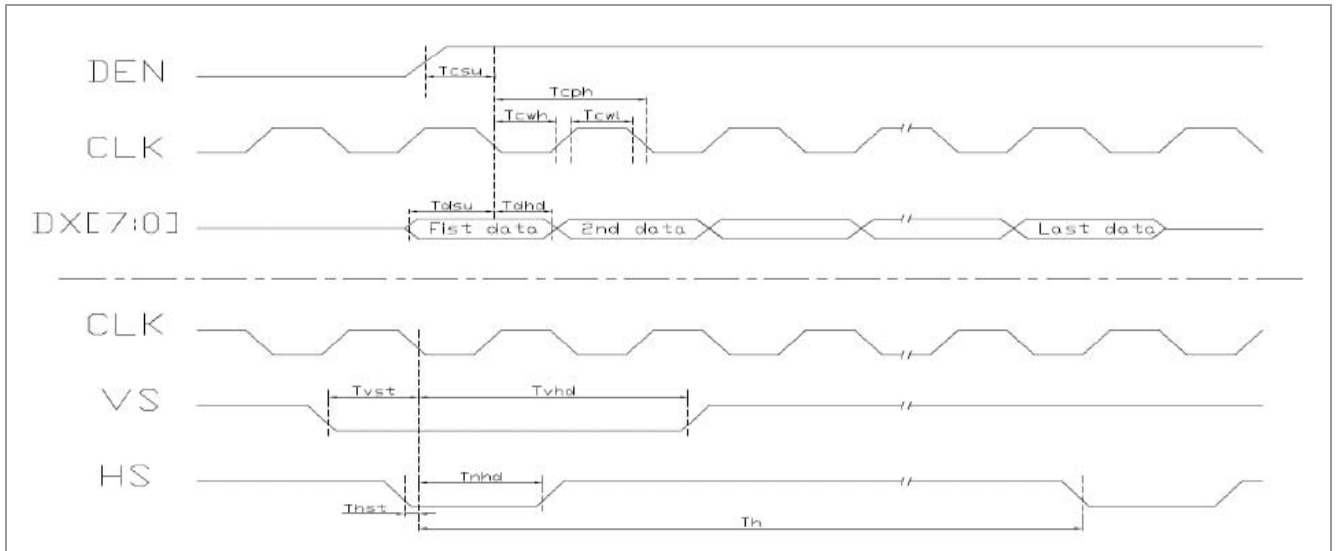 DEN
Tcsu
Tcph
Tcwh
Tcwl
CLK
Tdsu
Tdhd
DX[7:0]
Fist data
2nd data
Last data
CLK
Tvst
Tvhd
VS
HS
Tnhd
Thst
Th